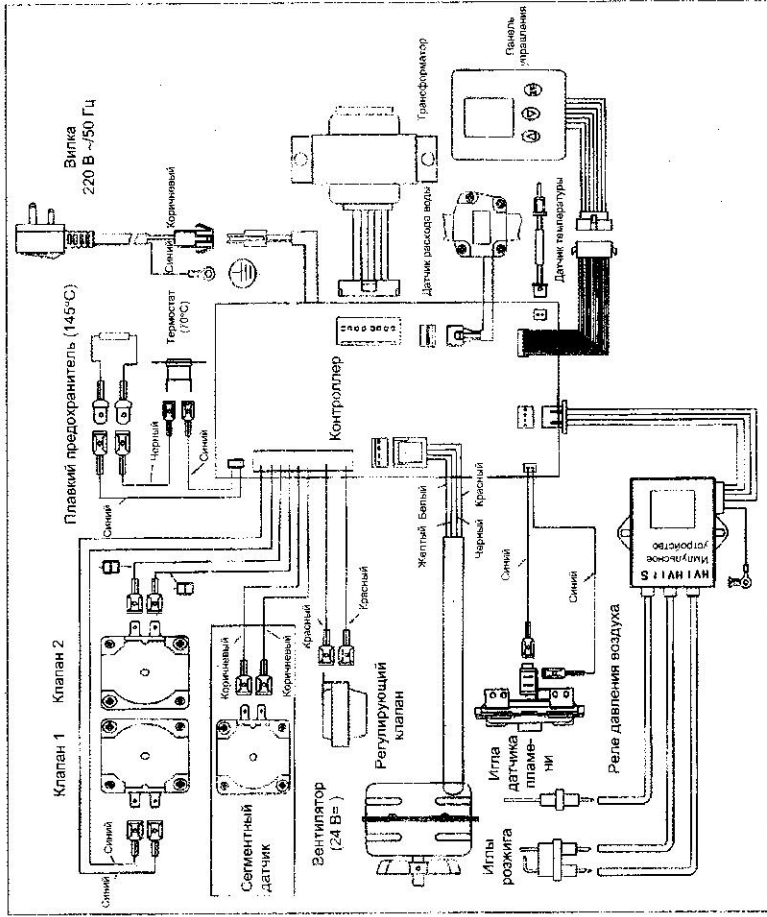 Вилка
220 В ~/50 Гц
Синий
Коричневый
Трансформатор
Панель
управления
Плавкий предохранитель (145°C)
Термостат
(70°C)
Черный
Синий
Синий
Датчик расхода воды
Датчик температуры
Контроллер
Клапан 1
Клапан 2
Синий
Синий
Коричневый
Коричневый
Сегментный
датчик
Красный
Красный
Регулирующий
клапан
Вентилятор
(24 В=)
Желтый
Белый
Черный
Красный
Синий
Синий
Реле давления воздуха
Игла
датчика
пламе-
ни
Иглы
розжига
Импульсное
устройство